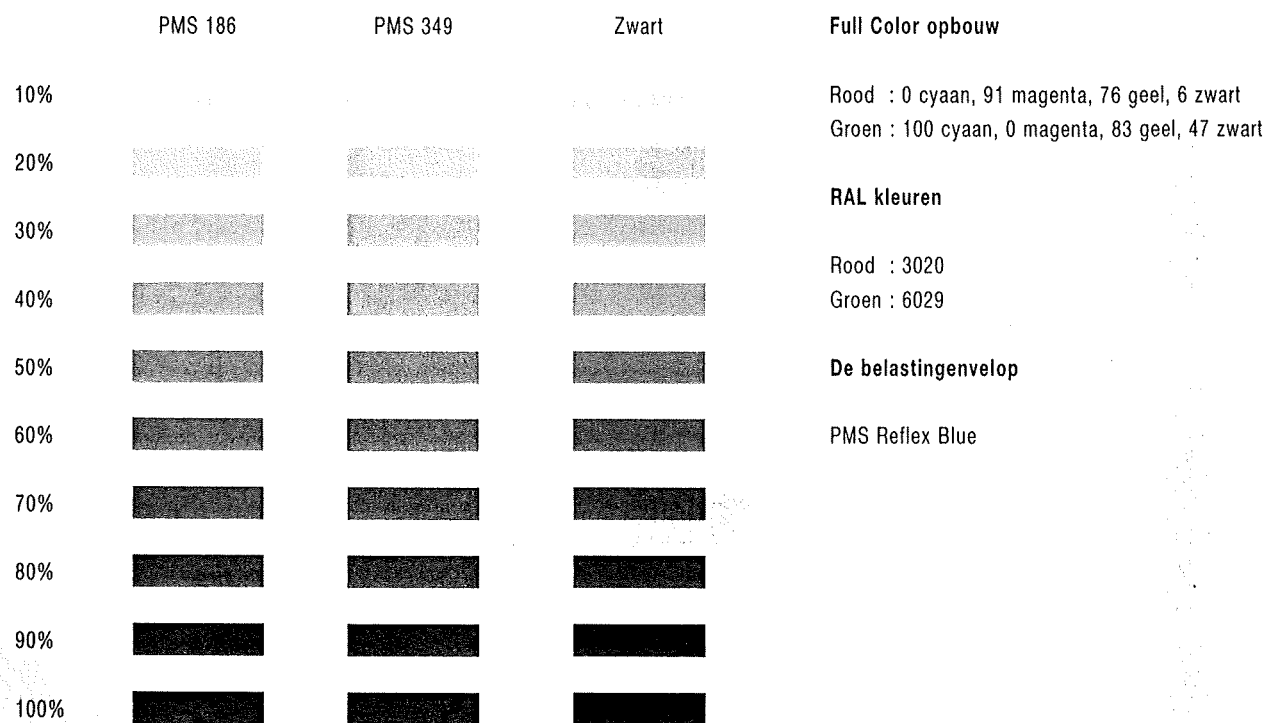 PMS 186 PMS 349 Zwart
10%
20%
30%
40%
50%
60%
70%
80%
90%
100%
Full Color opbouw
Rood : 0 cyaan, 91 magenta, 76 geel, 6 zwart
Groen : 100 cyaan, 0 magenta, 83 geel, 47 zwart
RAL kleuren
Rood : 3020
Groen : 6029
De belastingenvelop
PMS Reflex Blue